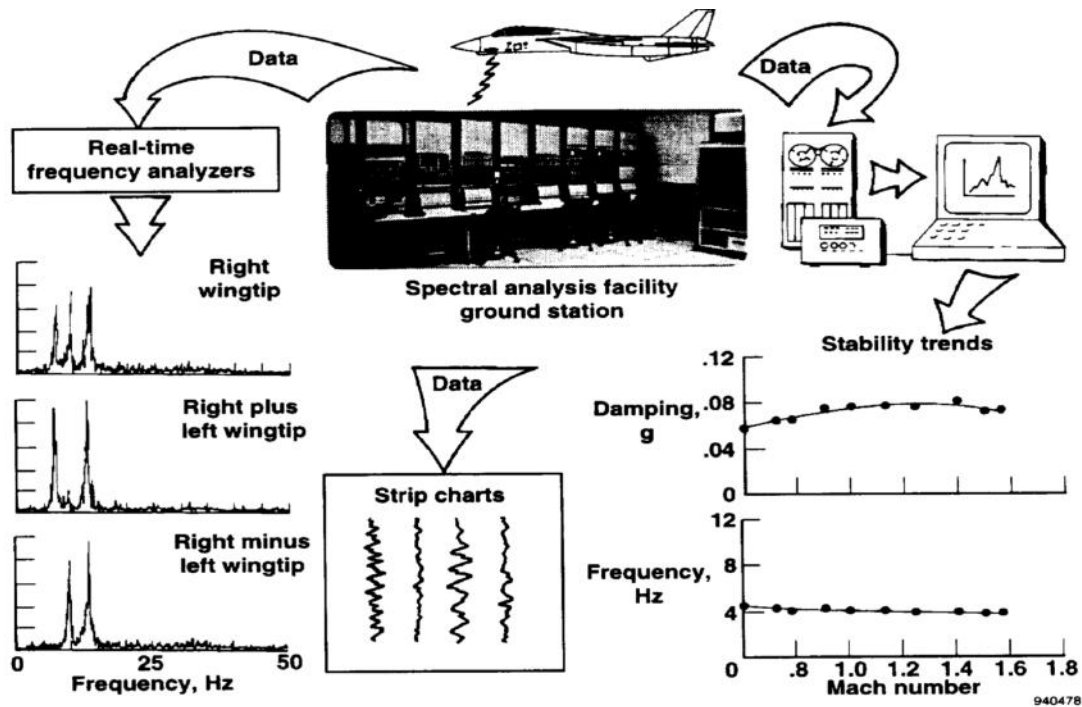 Data
Data
Real-time
frequency analyzers
Spectral analysis facility
ground station
Right
wingtip
Right plus
left wingtip
Right minus
left wingtip
0
25
50
Frequency, Hz
Data
Strip charts
Stability trends
.12
Damping,
.08
g
.04
0
12
Frequency,
8
Hz
4
0
.8
1.0
1.2
1.4
1.6
1.8
Mach number
940478